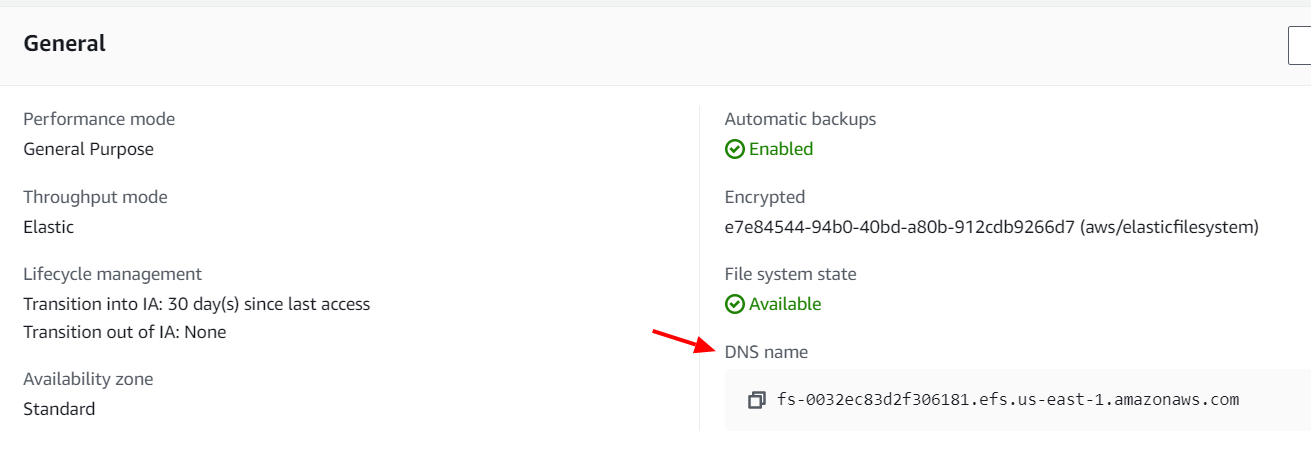 General
Performance mode
General Purpose
Throughput mode
Elastic
Lifecycle management
Transition into IA: 30 day(s) since last access
Transition out of IA: None
Availability zone
Standard
Automatic backups
Enabled
Encrypted
e7e84544-94b0-40bd-a80b-912cdb9266d7 (aws/elasticfilesystem)
File system state
Available
DNS name
fs-0032ec83d2f306181.efs.us-east-1.amazonaws.com